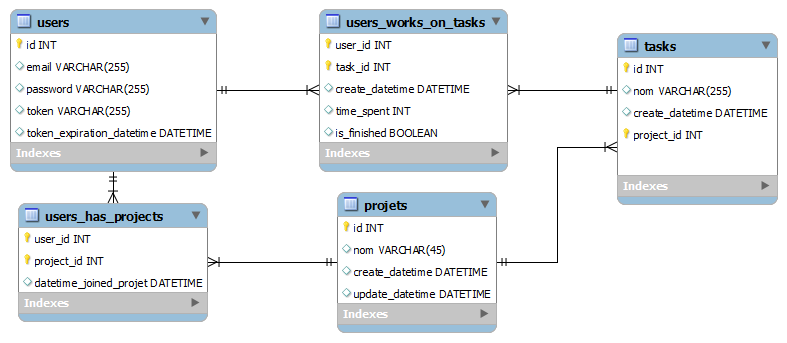 users
id INT
email VARCHAR(255)
password VARCHAR(255)
token VARCHAR(255)
token_expiration_datetime DATETIME
Indexes
users_works_on_tasks
user_id INT
task_id INT
create_datetime DATETIME
time_spent INT
is_finished BOOLEAN
Indexes
tasks
id INT
nom VARCHAR(255)
create_datetime DATETIME
project_id INT
Indexes
users_has_projects
user_id INT
project_id INT
datetime_joined_projet DATETIME
Indexes
projets
id INT
nom VARCHAR(45)
create_datetime DATETIME
update_datetime DATETIME
Indexes